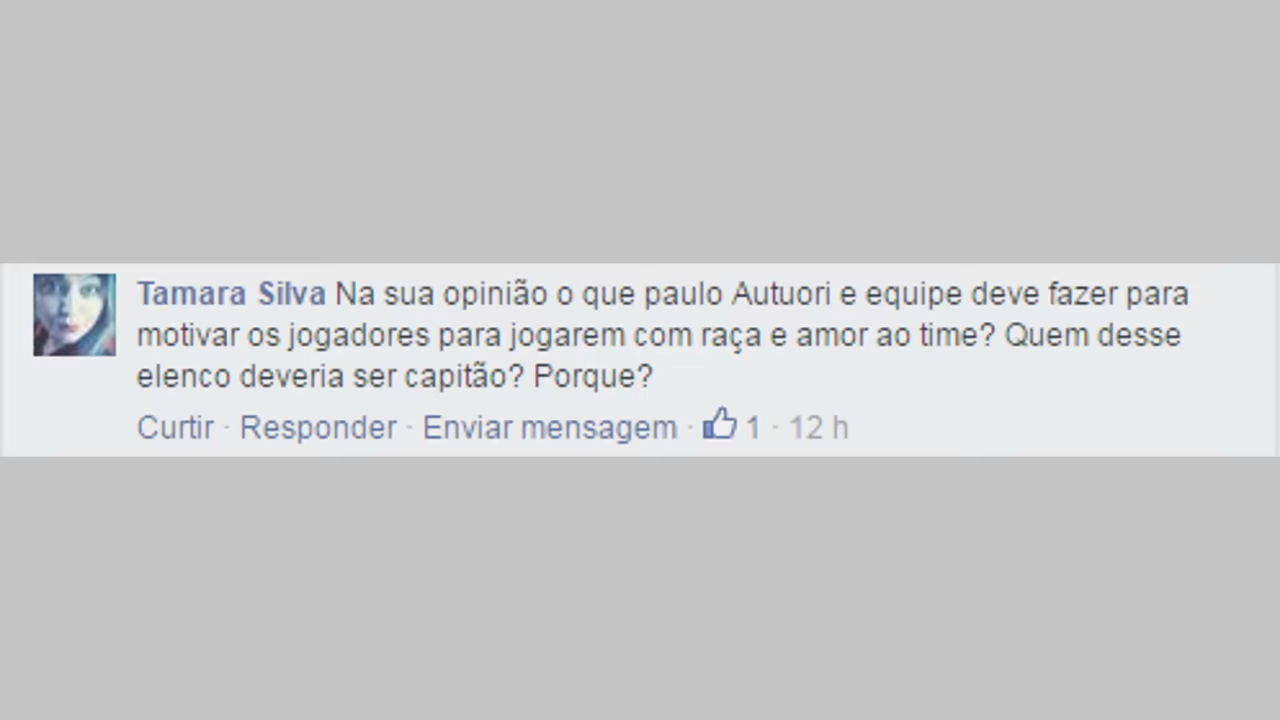 Tamara Silva Na sua opinião o que paulo Autuori e equipe deve fazer para
motivar os jogadores para jogarem com raça e amor ao time? Quem desse
elenco deveria ser capitão? Porque?
Curtir · Responder · Enviar mensagem · 1 · 12 h